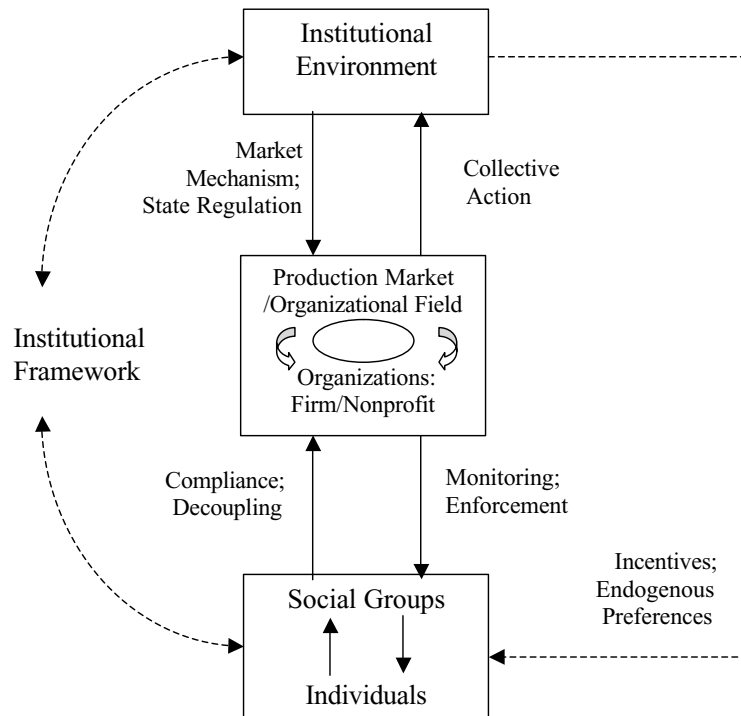 Institutional
Environment
Market
Mechanism;
State Regulation
Collective
Action
Production Market
/Organizational Field
Institutional
Framework
Organizations:
Firm/Nonprofit
Compliance;
Decoupling
Monitoring;
Enforcement
Incentives;
Endogenous
Preferences
Social Groups
Individuals